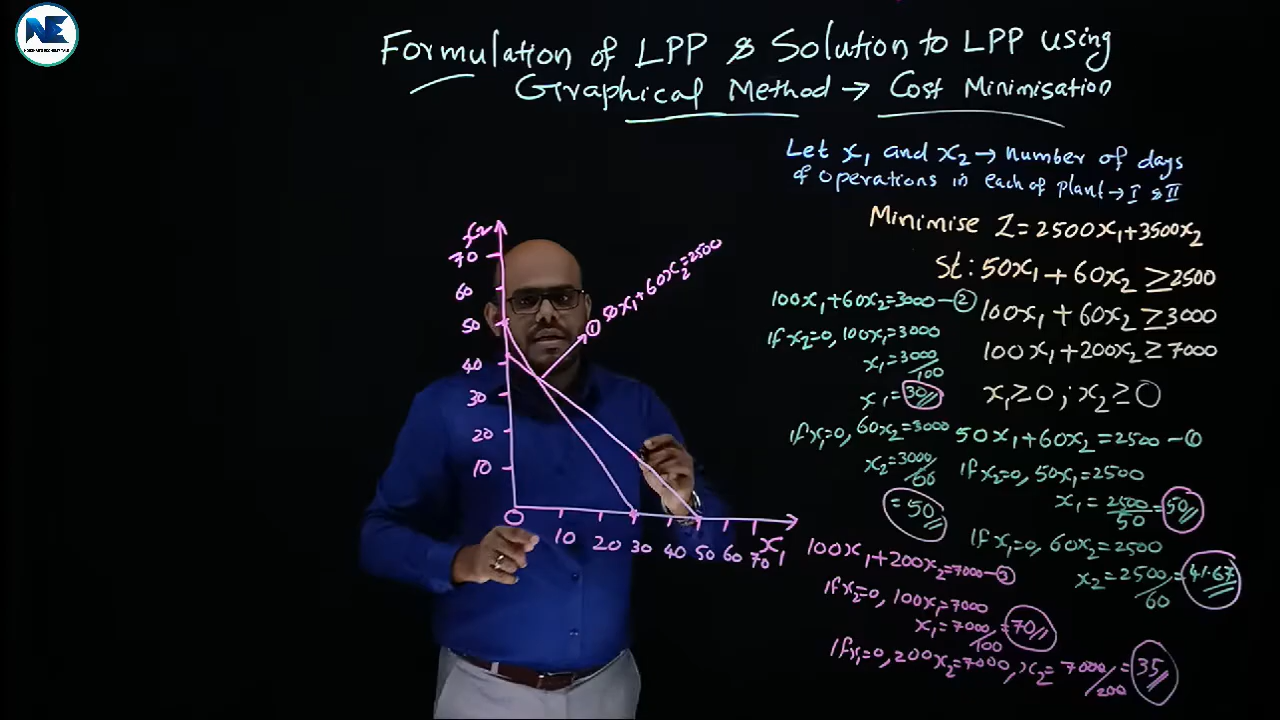 NE
Formulation of LPP & Solution to LPP using
Graphical Method → Cost Minimisation
Let x₁ and x₂ → number of days
of operations in each of plant → I & II
Minimise Z = 2500x₁ + 3500x₂
St: 50x₁ + 60x₂ ≥ 2500
100x₁ + 60x₂ ≥ 3000
100x₁ + 200x₂ ≥ 7000
x₁ ≥ 0 ; x₂ ≥ 0
50x₁ + 60x₂ = 2500 — ①
If x₂=0, 50x₁ = 2500
x₁ = 2500/50 = 50
If x₁=0, 60x₂ = 2500
x₂ = 2500/60 = 41.67
100x₁ + 60x₂ = 3000 — ②
If x₂=0, 100x₁ = 3000
x₁ = 3000/100
x₁ = 30
If x₁=0, 60x₂ = 3000
x₂ = 3000/60
= 50
100x₁ + 200x₂ = 7000 — ③
If x₂=0, 100x₁ = 7000
x₁ = 7000/100 = 70
If x₁=0, 200x₂ = 7000, x₂ = 7000/200 = 35
x₂
70
60
50
40
30
20
10
0
10 20 30 40 50 60 70 x₁
① 50x₁ + 60x₂ = 2500